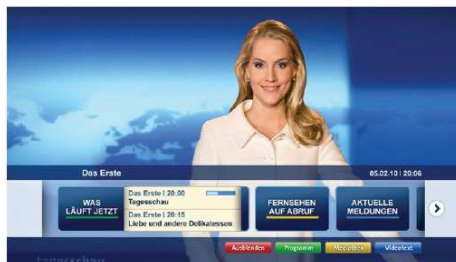 Das Erste
05.02.10 | 20:06
WAS
LÄUFT JETZT
Das Erste | 20:00
Tagesschau
Das Erste | 20:15
Liebe und andere Delikatessen
FERNSEHEN
AUF ABRUF
AKTUELLE
MELDUNGEN
Ausblenden
Programm
Mediathek
Videotext
tagesschau